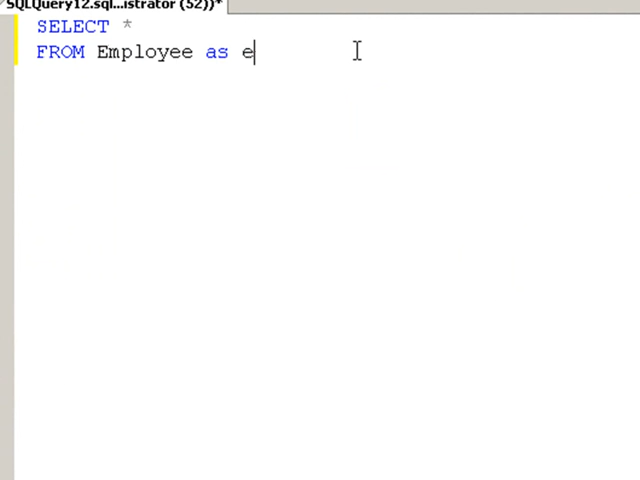 SQLQuery12.sql...istrator (52))*
SELECT *
FROM Employee as e